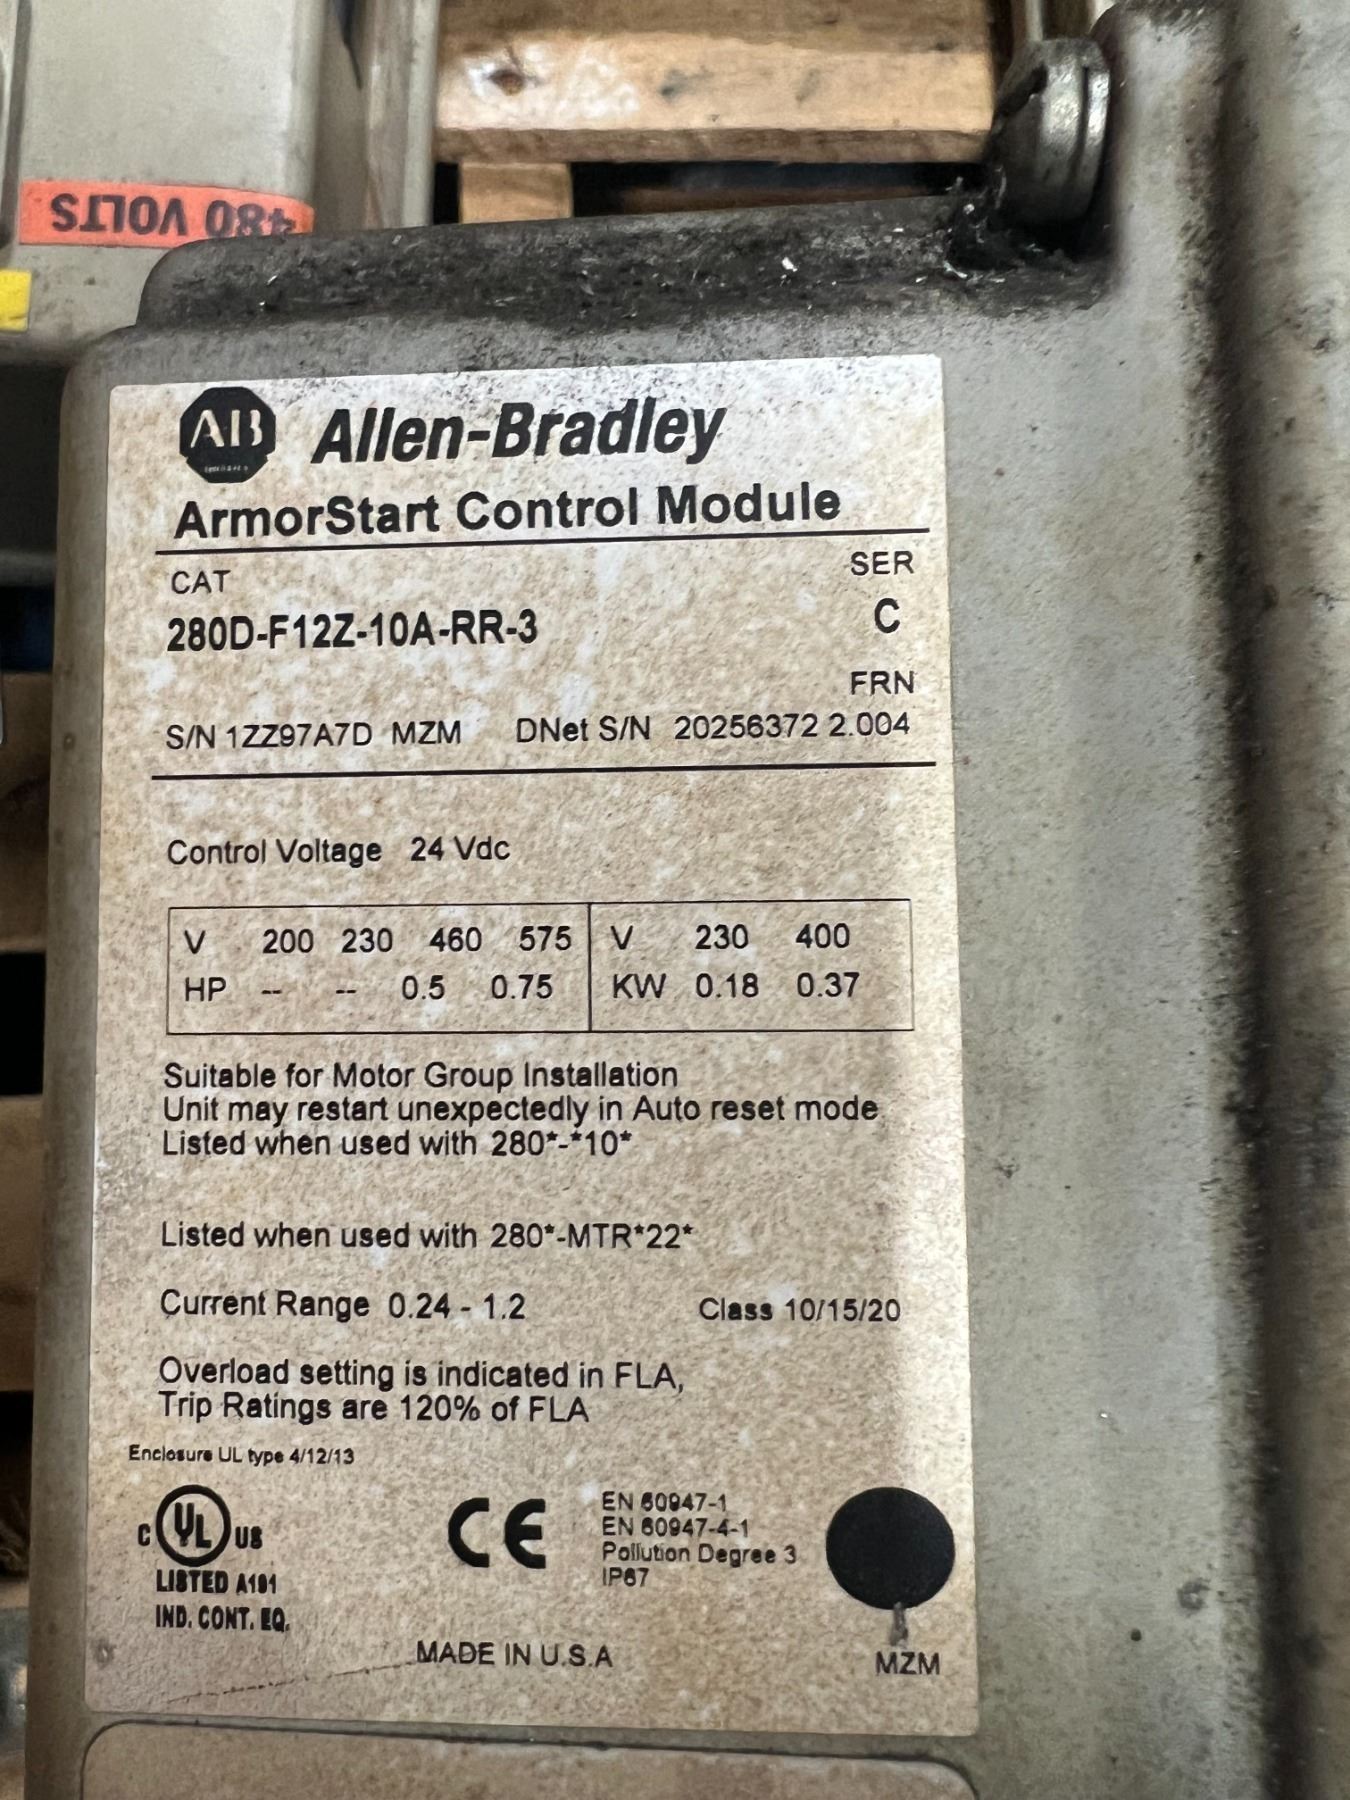 480 VOLTS
AB
Allen-Bradley
ArmorStart Control Module
CAT SER
280D-F12Z-10A-RR-3 C
FRN
S/N 1ZZ97A7D MZM DNet S/N 20256372 2.004
Control Voltage 24 Vdc
V 200 230 460 575 V 230 400
HP -- -- 0.5 0.75 KW 0.18 0.37
Suitable for Motor Group Installation
Unit may restart unexpectedly in Auto reset mode
Listed when used with 280*-*10*
Listed when used with 280*-MTR*22*
Current Range 0.24 - 1.2 Class 10/15/20
Overload setting is indicated in FLA,
Trip Ratings are 120% of FLA
Enclosure UL type 4/12/13
C UL US
LISTED A191
IND. CONT. EQ.
CE
EN 60947-1
EN 60947-4-1
Pollution Degree 3
IP67
MADE IN U.S.A
MZM